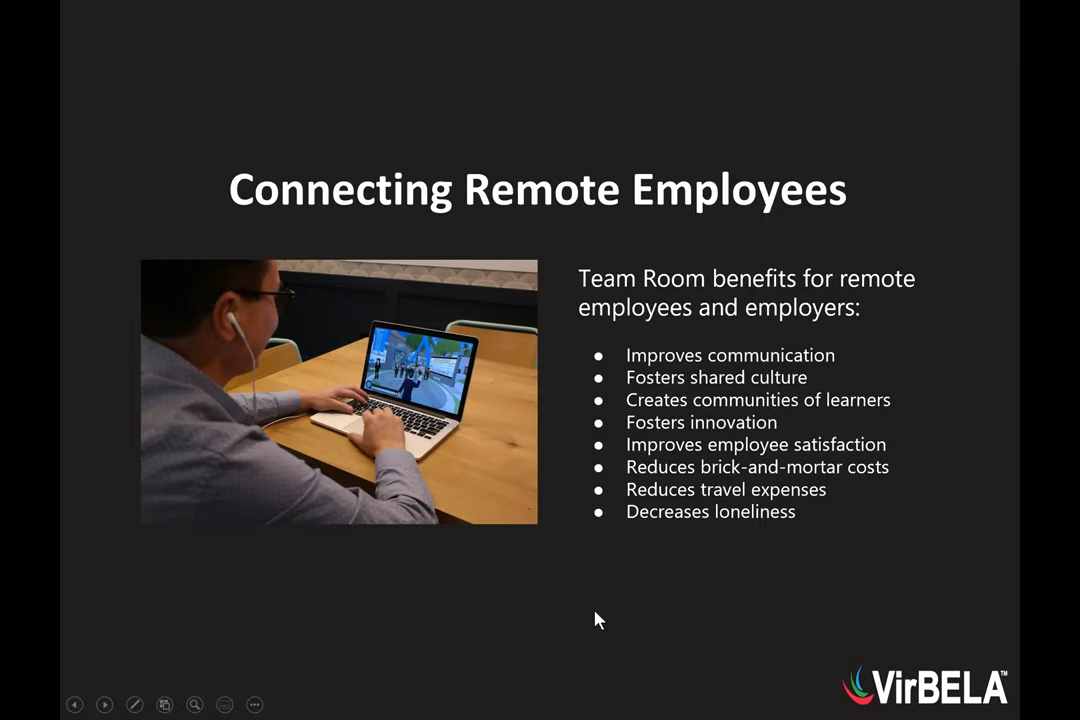 Connecting Remote Employees
Team Room benefits for remote
employees and employers:
● Improves communication
● Fosters shared culture
● Creates communities of learners
● Fosters innovation
● Improves employee satisfaction
● Reduces brick-and-mortar costs
● Reduces travel expenses
● Decreases loneliness
VirBELA™